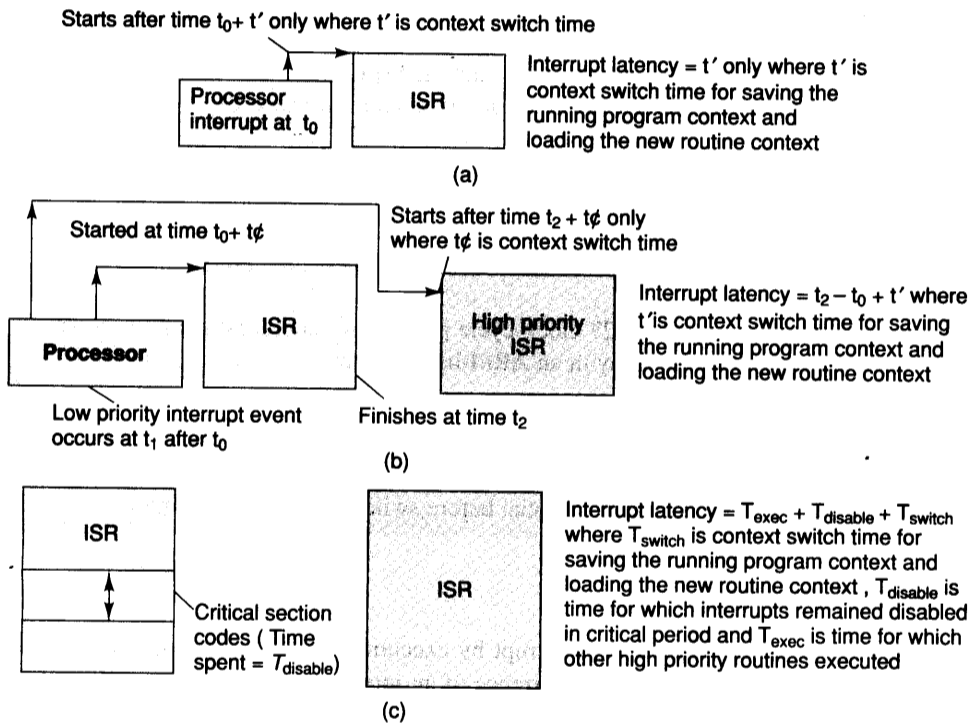 Starts after time t₀+ t′ only where t′ is context switch time
Processor
interrupt at t₀
ISR
Interrupt latency = t′ only where t′ is
context switch time for saving the
running program context and
loading the new routine context
(a)
Started at time t₀+ t¢
Starts after time t₂ + t¢ only
where t¢ is context switch time
Processor
ISR
High priority
ISR
Interrupt latency = t₂ – t₀ + t′ where
t′is context switch time for saving
the running program context and
loading the new routine context
Low priority interrupt event
occurs at t₁ after t₀
Finishes at time t₂
(b)
ISR
Critical section
codes ( Time
spent = T_disable)
ISR
Interrupt latency = T_exec + T_disable + T_switch
where T_switch is context switch time for
saving the running program context and
loading the new routine context , T_disable is
time for which interrupts remained disabled
in critical period and T_exec is time for which
other high priority routines executed
(c)